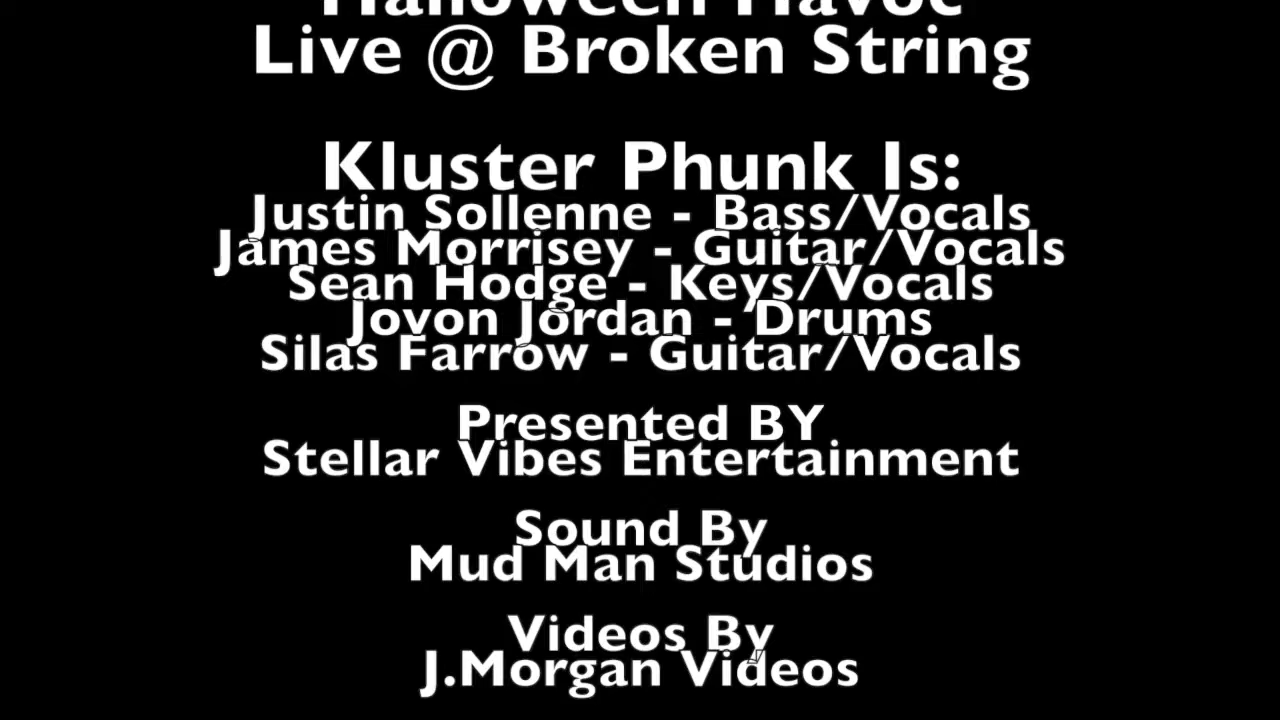 Halloween Havoc
Live @ Broken String
Kluster Phunk Is:
Justin Sollenne - Bass/Vocals
James Morrisey - Guitar/Vocals
Sean Hodge - Keys/Vocals
Jovon Jordan - Drums
Silas Farrow - Guitar/Vocals
Presented BY
Stellar Vibes Entertainment
Sound By
Mud Man Studios
Videos By
J.Morgan Videos